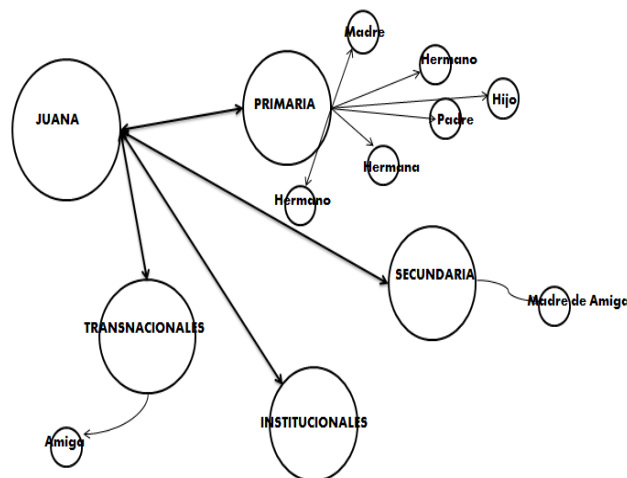 Madre
Hermano
Hijo
JUANA
PRIMARIA
Padre
Hermana
Hermano
SECUNDARIA
Madre de Amiga
TRANSNACIONALES
INSTITUCIONALES
Amiga